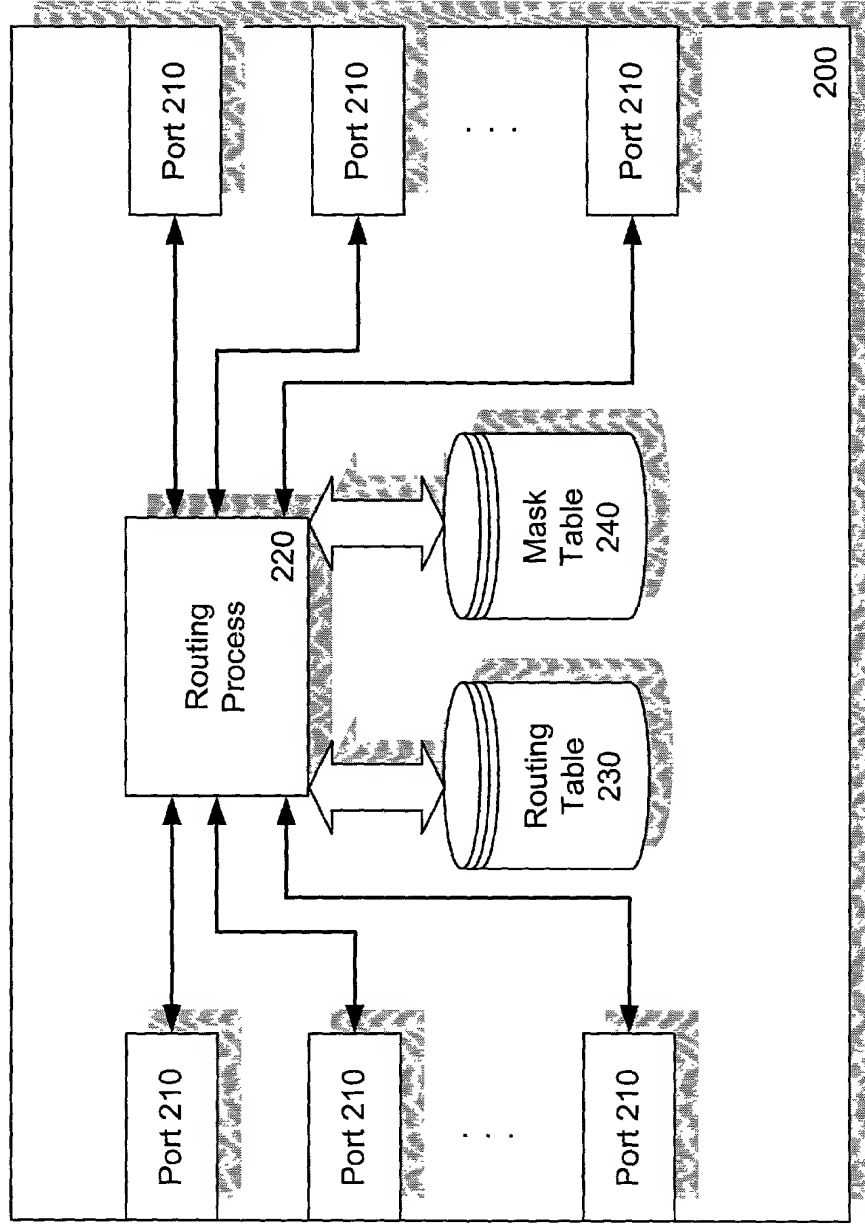 Port 210
Port 210
. . .
Port 210
Routing
Process
220
Routing
Table
230
Mask
Table
240
Port 210
Port 210
. . .
Port 210
200